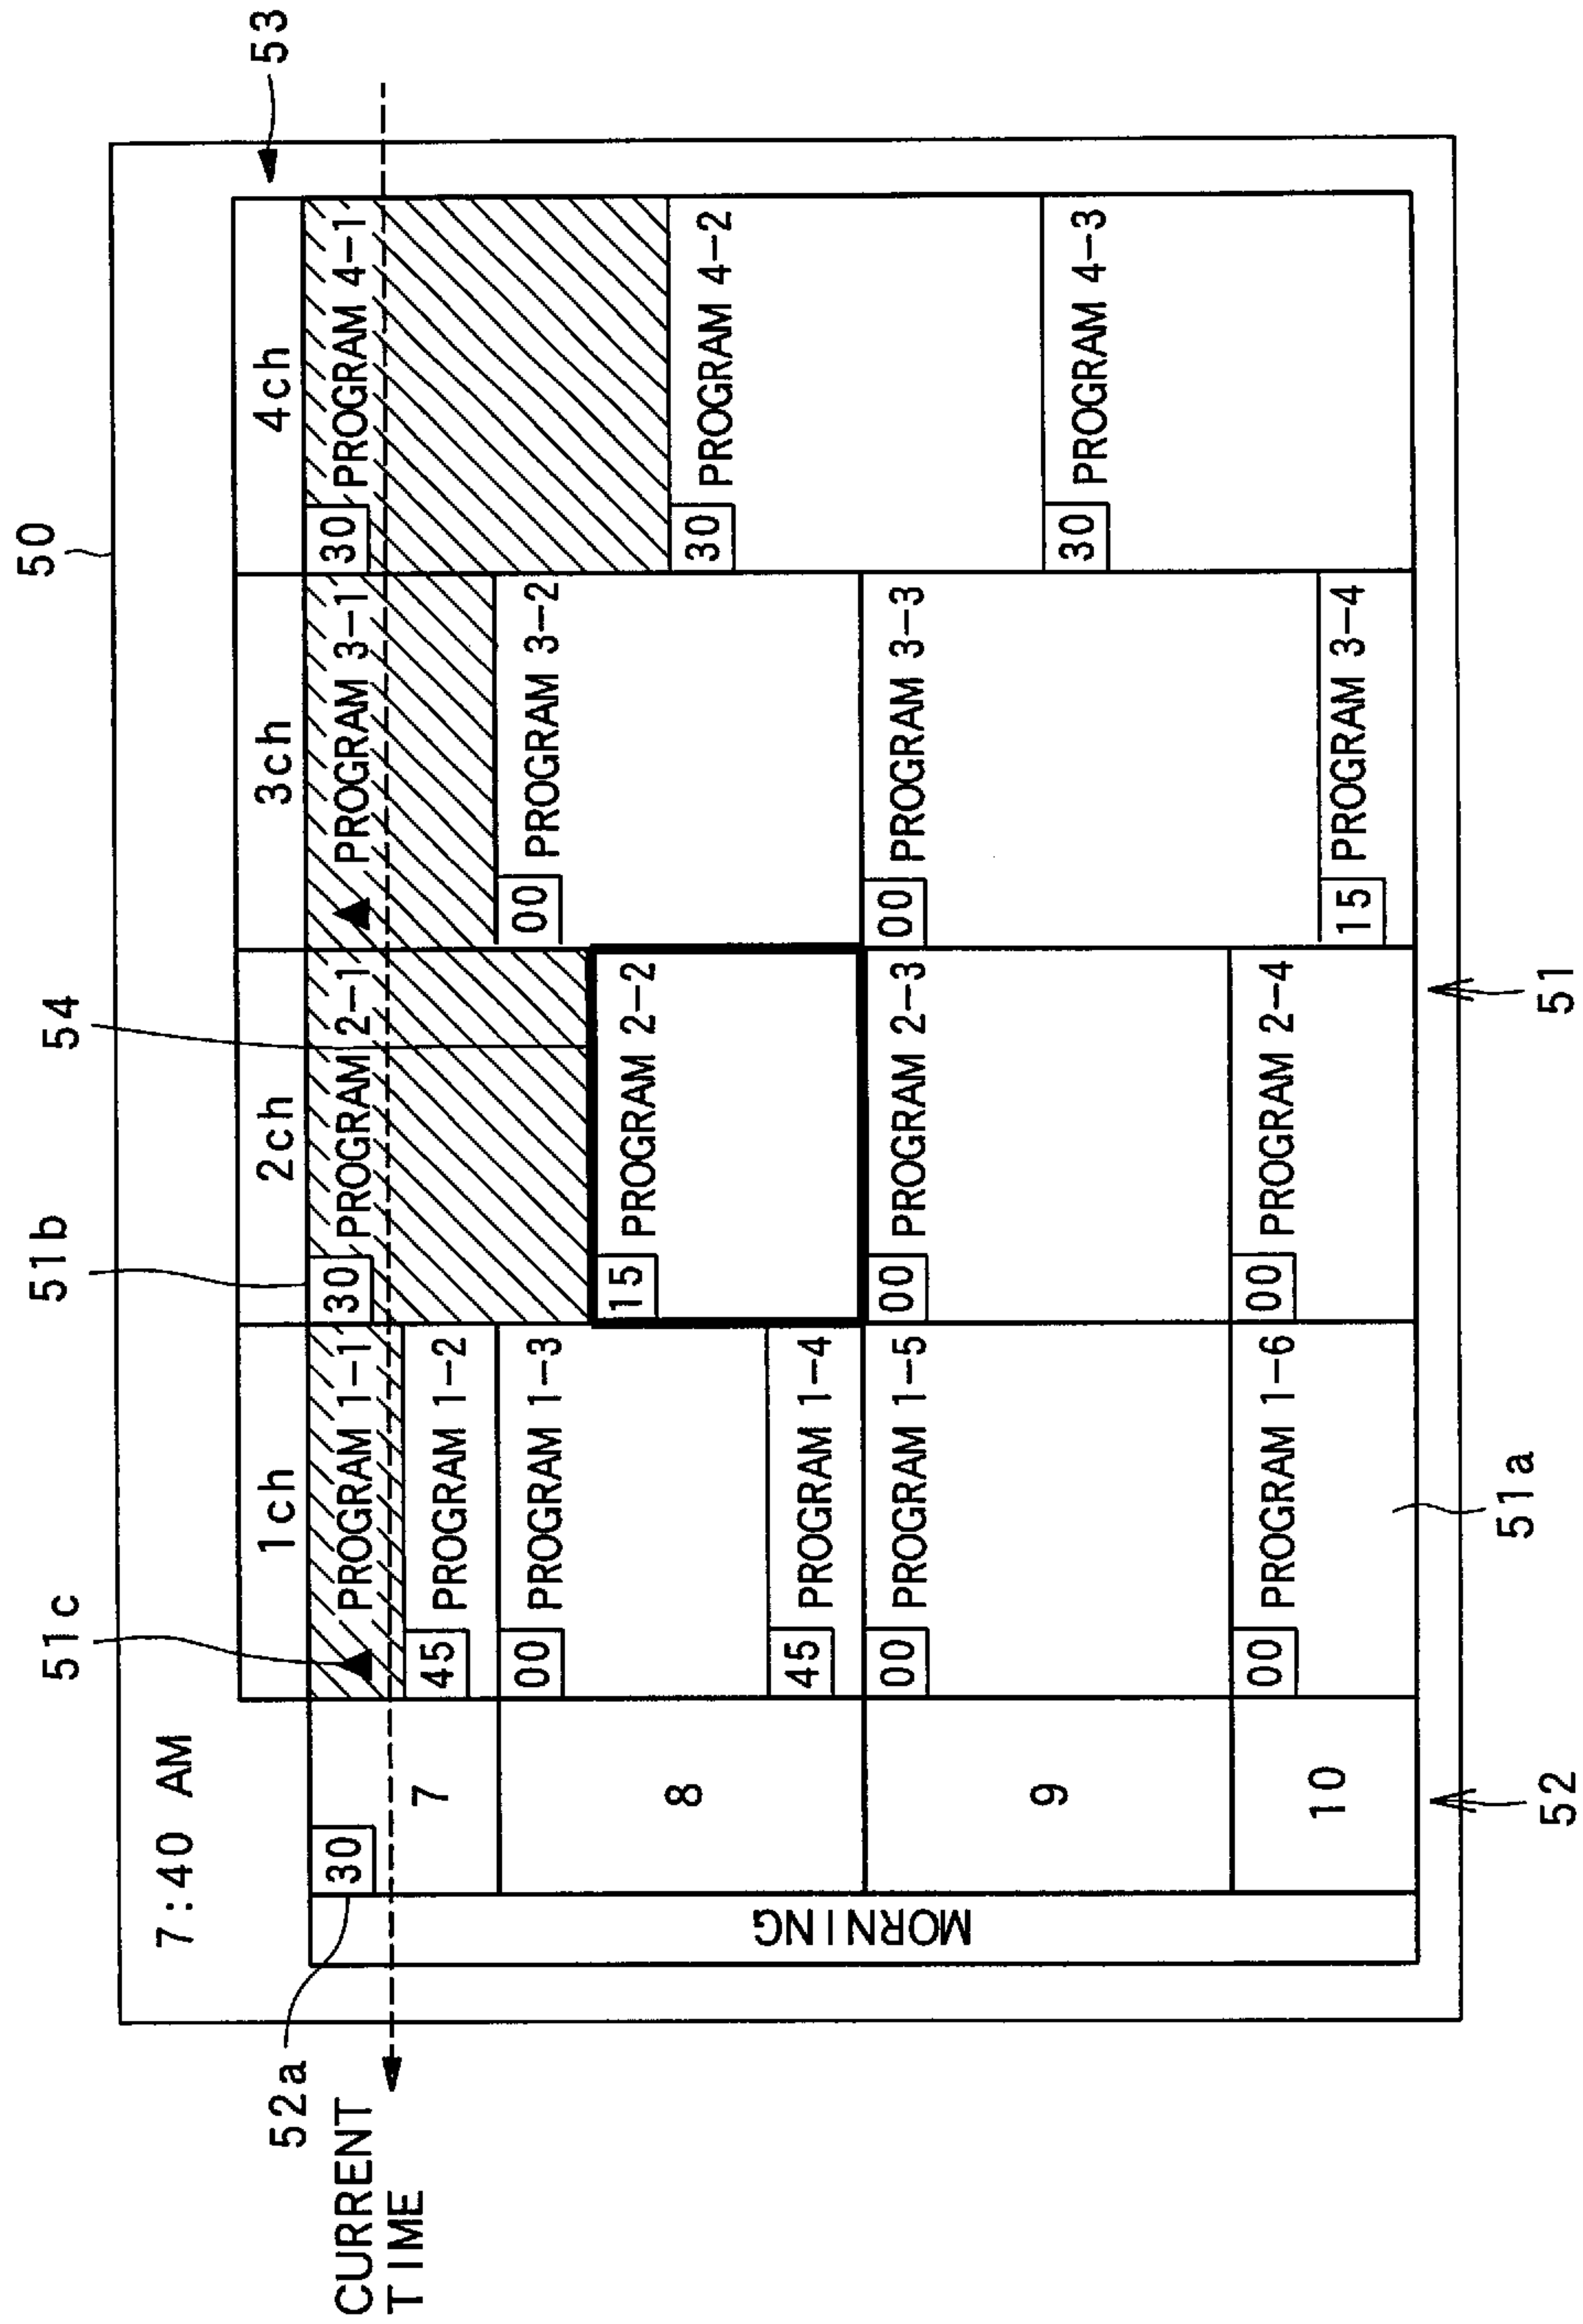 50
53
54
51b
51c
7:40 AM
1ch
2ch
3ch
4ch
52a
30
PROGRAM 1-1
30 PROGRAM 2-1
PROGRAM 3-1
30 PROGRAM 4-1
CURRENT
TIME
7
45 PROGRAM 1-2
8
00 PROGRAM 1-3
00 PROGRAM 3-2
15 PROGRAM 2-2
30 PROGRAM 4-2
45 PROGRAM 1-4
MORNING
9
00 PROGRAM 1-5
00 PROGRAM 2-3
00 PROGRAM 3-3
30 PROGRAM 4-3
10
00 PROGRAM 1-6
00 PROGRAM 2-4
15 PROGRAM 3-4
52
51a
51